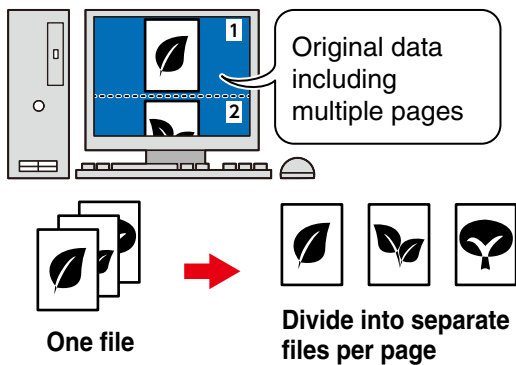 1
2
Original data
including
multiple pages
One file
Divide into separate
files per page